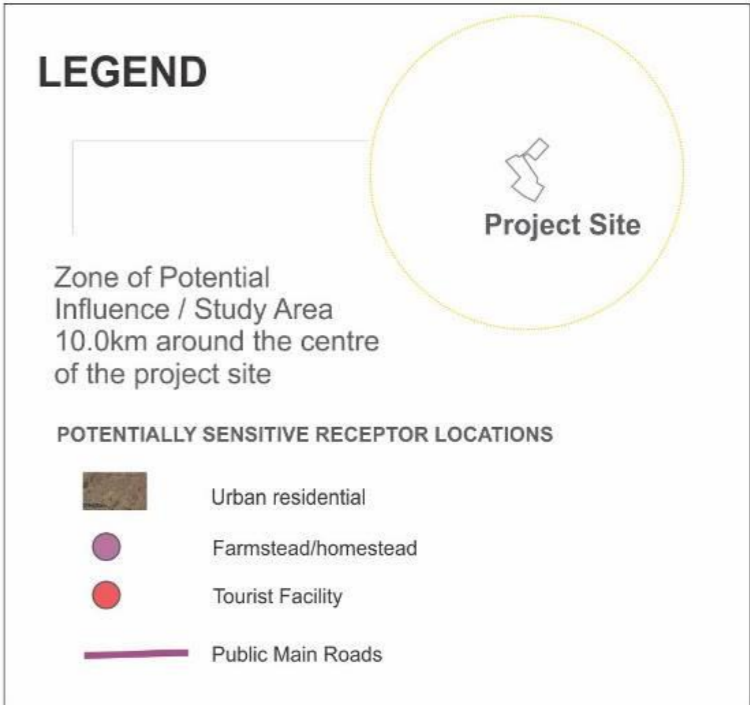 LEGEND
Project Site
Zone of Potential
Influence / Study Area
10.0km around the centre
of the project site
POTENTIALLY SENSITIVE RECEPTOR LOCATIONS
Urban residential
Farmstead/homestead
Tourist Facility
Public Main Roads